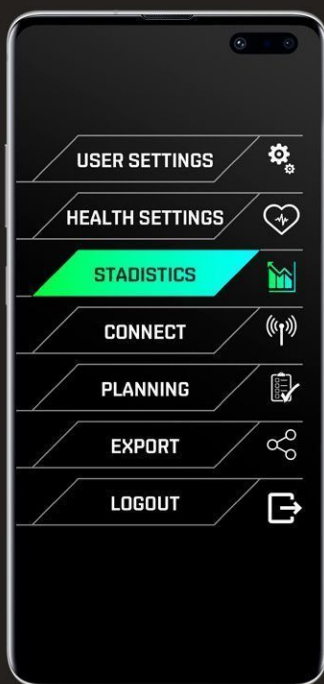 USER SETTINGS
HEALTH SETTINGS
STADISTICS
CONNECT
PLANNING
EXPORT
LOGOUT